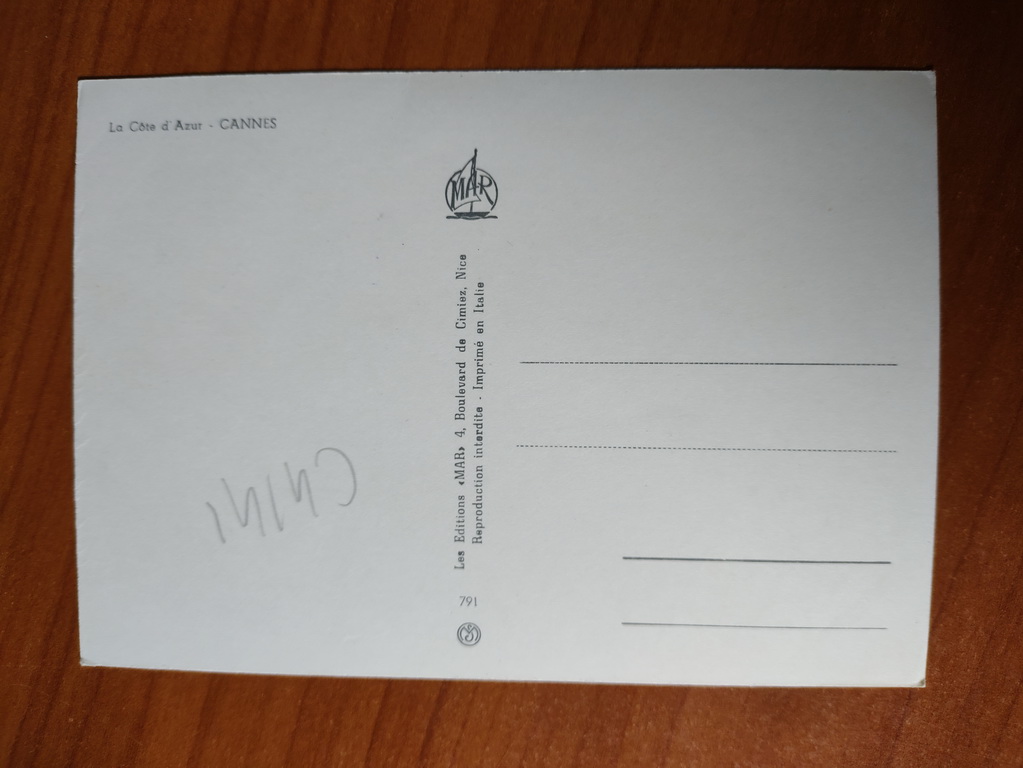 La Côte d'Azur - CANNES
MAR
Les Editions «MAR» 4, Boulevard de Cimiez, Nice
Reproduction interdite - Imprimé en Italie
791
C4141